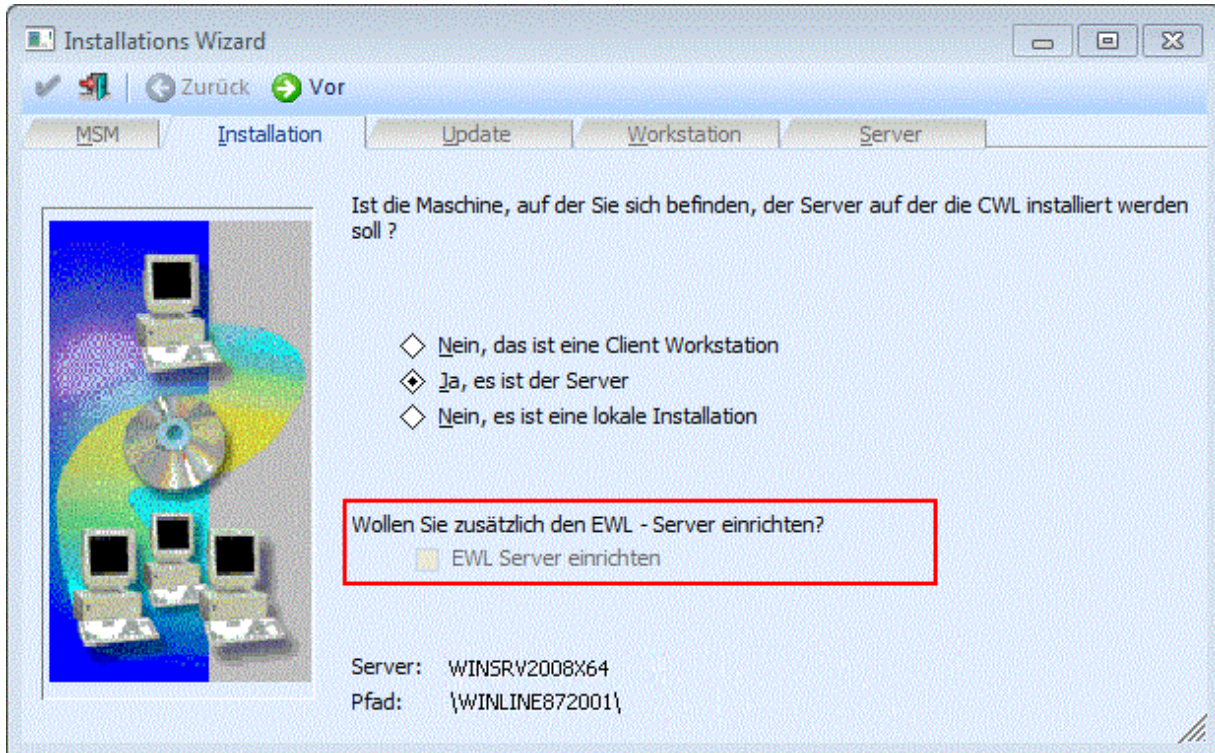 Installations Wizard
Zurück Vor
MSM Installation Update Workstation Server
Ist die Maschine, auf der Sie sich befinden, der Server auf der die CWL installiert werden
soll ?
Nein, das ist eine Client Workstation
Ja, es ist der Server
Nein, es ist eine lokale Installation
Wollen Sie zusätzlich den EWL - Server einrichten?
EWL Server einrichten
Server: WINSRV2008X64
Pfad: \WINLINE872001\